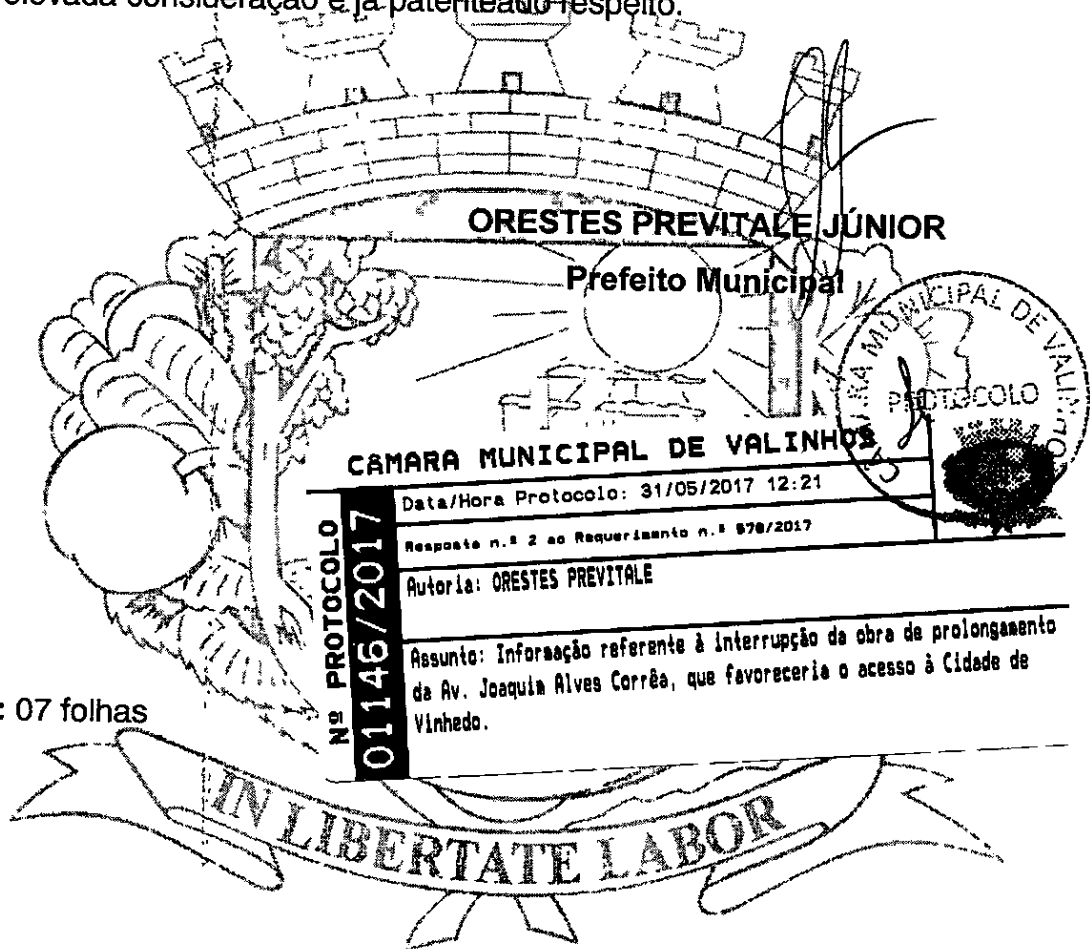 elevada consideração e já patenteado respeito.
ORESTES PREVITALE JÚNIOR
Prefeito Municipal
CÂMARA MUNICIPAL DE VALINHOS
PROTOCOLO
CÂMARA MUNICIPAL DE VALINHOS
Nº PROTOCOLO
01146/2017
Data/Hora Protocolo: 31/05/2017 12:21
Resposta n.º 2 ao Requerimento n.º 578/2017
Autoria: ORESTES PREVITALE
Assunto: Informação referente à interrupção da obra de prolongamento
da Av. Joaquim Alves Corrêa, que favoreceria o acesso à Cidade de
Vinhedo.
: 07 folhas
IN LIBERTATE LABOR